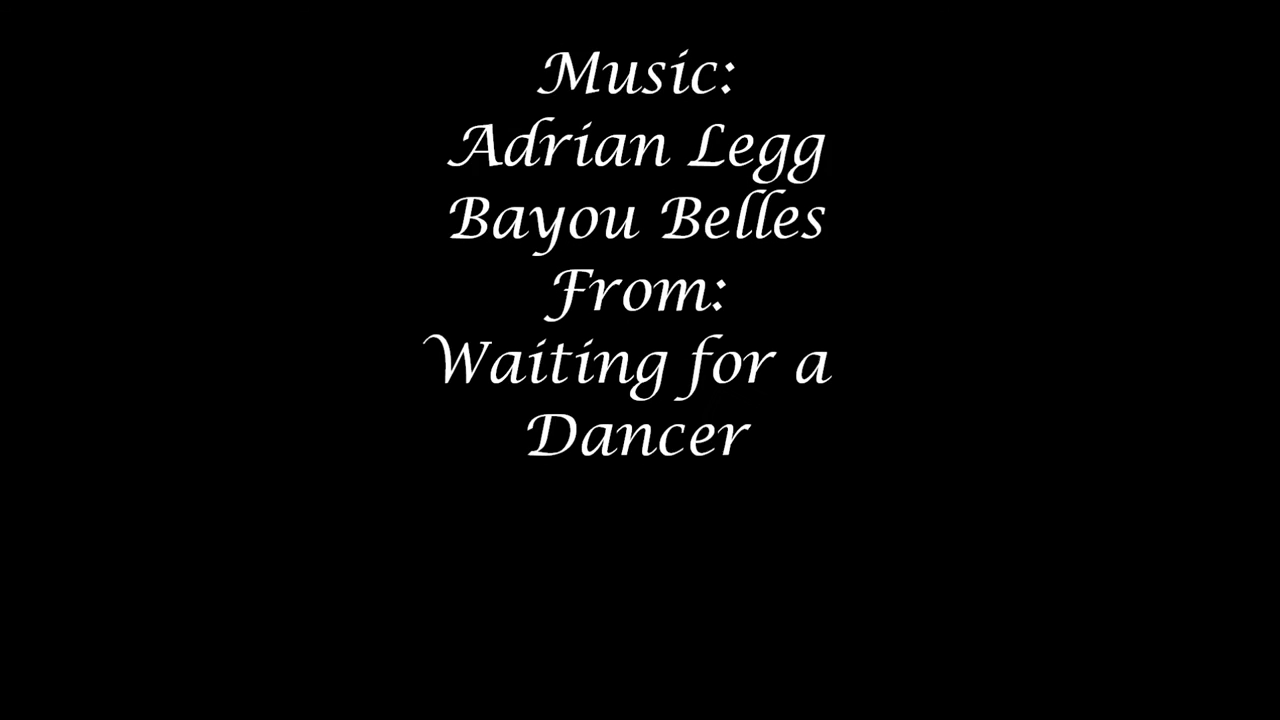 Music:
Adrian Legg
Bayou Belles
From:
Waiting for a
Dancer